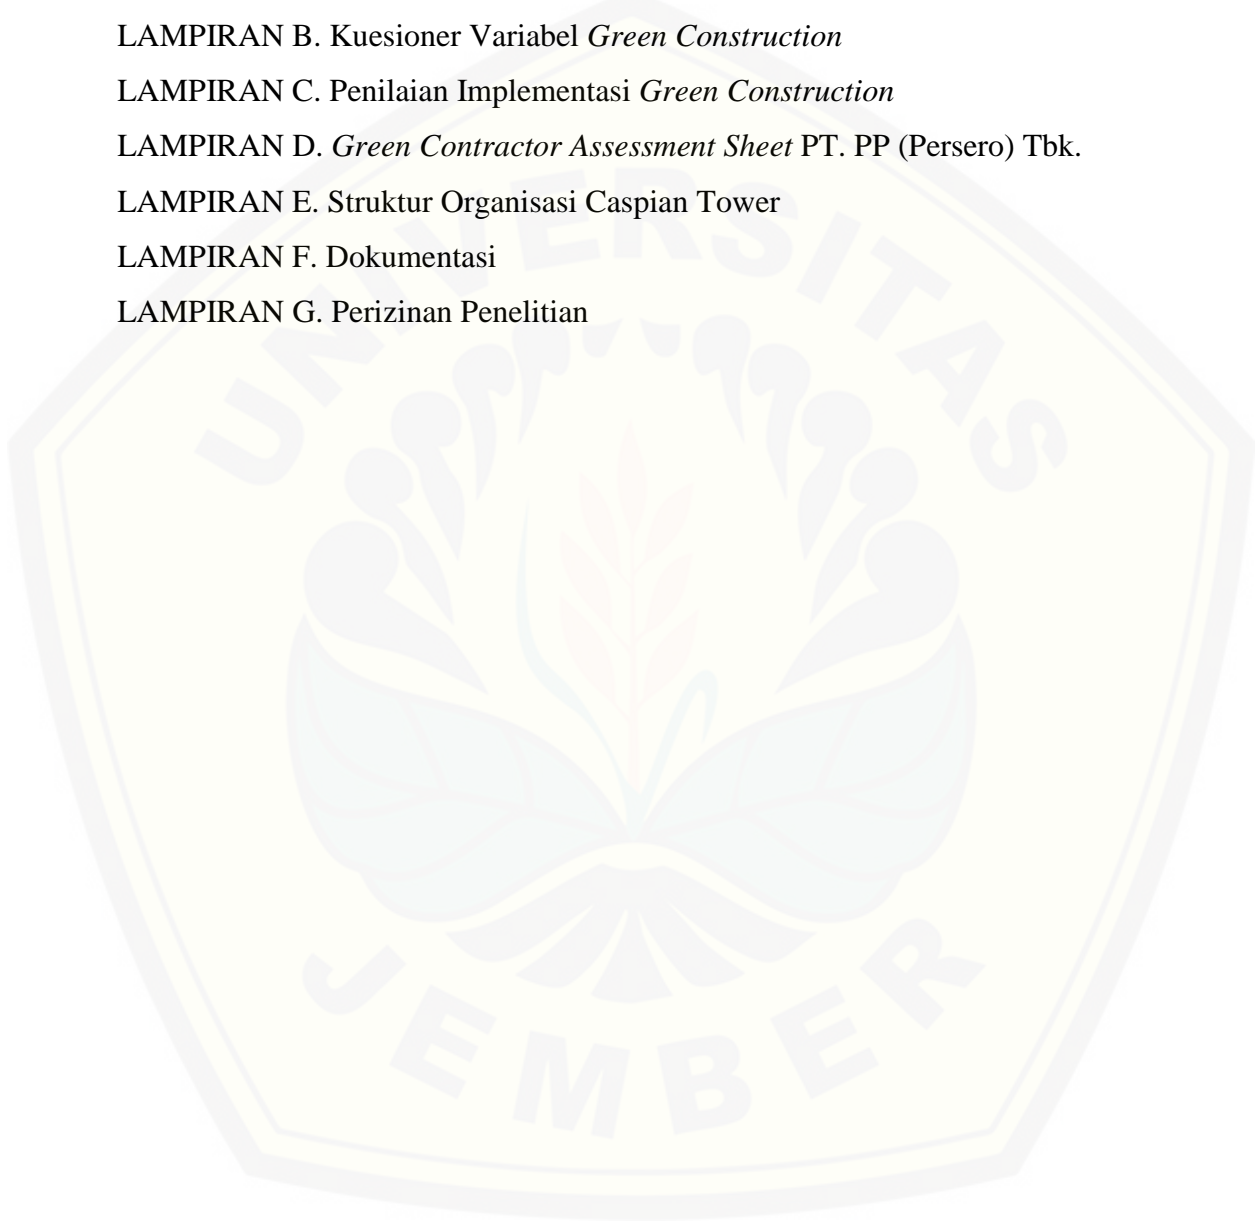 LAMPIRAN B. Kuesioner Variabel Green Construction
LAMPIRAN C. Penilaian Implementasi Green Construction
LAMPIRAN D. Green Contractor Assessment Sheet PT. PP (Persero) Tbk.
LAMPIRAN E. Struktur Organisasi Caspian Tower
LAMPIRAN F. Dokumentasi
LAMPIRAN G. Perizinan Penelitian
UNIVERSITAS
JEMBER